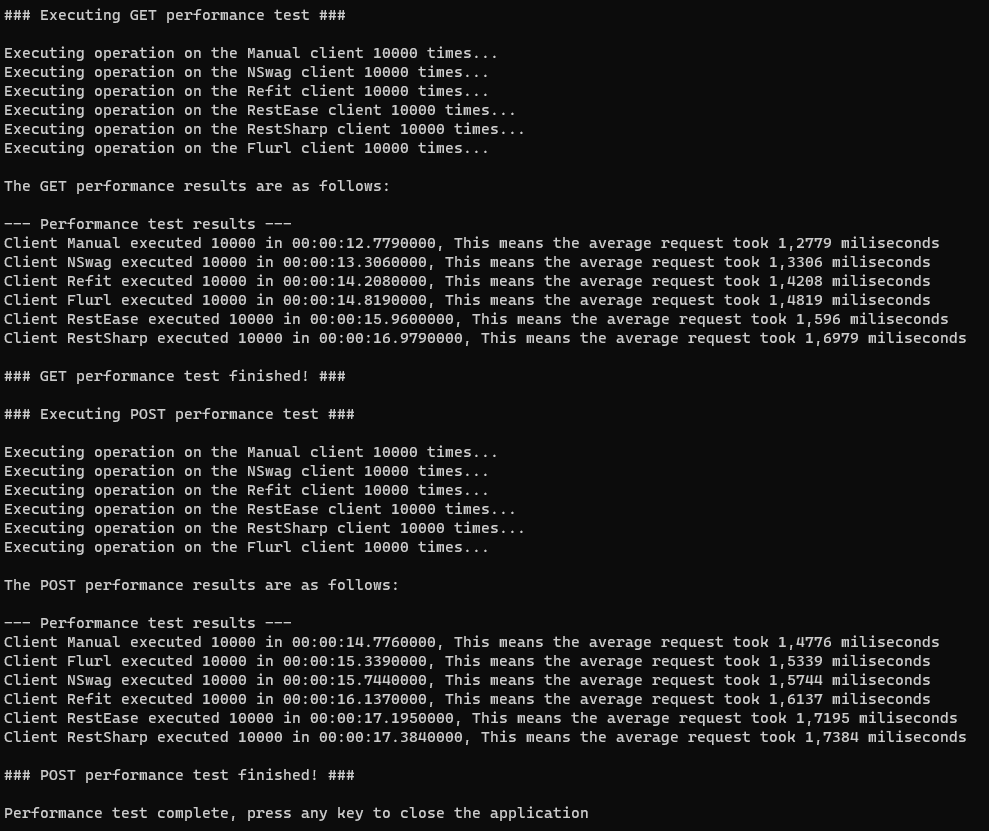 ### Executing GET performance test ###
Executing operation on the Manual client 10000 times...
Executing operation on the NSwag client 10000 times...
Executing operation on the Refit client 10000 times...
Executing operation on the RestEase client 10000 times...
Executing operation on the RestSharp client 10000 times...
Executing operation on the Flurl client 10000 times...
The GET performance results are as follows:
--- Performance test results ---
Client Manual executed 10000 in 00:00:12.7790000, This means the average request took 1,2779 miliseconds
Client NSwag executed 10000 in 00:00:13.3060000, This means the average request took 1,3306 miliseconds
Client Refit executed 10000 in 00:00:14.2080000, This means the average request took 1,4208 miliseconds
Client Flurl executed 10000 in 00:00:14.8190000, This means the average request took 1,4819 miliseconds
Client RestEase executed 10000 in 00:00:15.9600000, This means the average request took 1,596 miliseconds
Client RestSharp executed 10000 in 00:00:16.9790000, This means the average request took 1,6979 miliseconds
### GET performance test finished! ###
### Executing POST performance test ###
Executing operation on the Manual client 10000 times...
Executing operation on the NSwag client 10000 times...
Executing operation on the Refit client 10000 times...
Executing operation on the RestEase client 10000 times...
Executing operation on the RestSharp client 10000 times...
Executing operation on the Flurl client 10000 times...
The POST performance results are as follows:
--- Performance test results ---
Client Manual executed 10000 in 00:00:14.7760000, This means the average request took 1,4776 miliseconds
Client Flurl executed 10000 in 00:00:15.3390000, This means the average request took 1,5339 miliseconds
Client NSwag executed 10000 in 00:00:15.7440000, This means the average request took 1,5744 miliseconds
Client Refit executed 10000 in 00:00:16.1370000, This means the average request took 1,6137 miliseconds
Client RestEase executed 10000 in 00:00:17.1950000, This means the average request took 1,7195 miliseconds
Client RestSharp executed 10000 in 00:00:17.3840000, This means the average request took 1,7384 miliseconds
### POST performance test finished! ###
Performance test complete, press any key to close the application